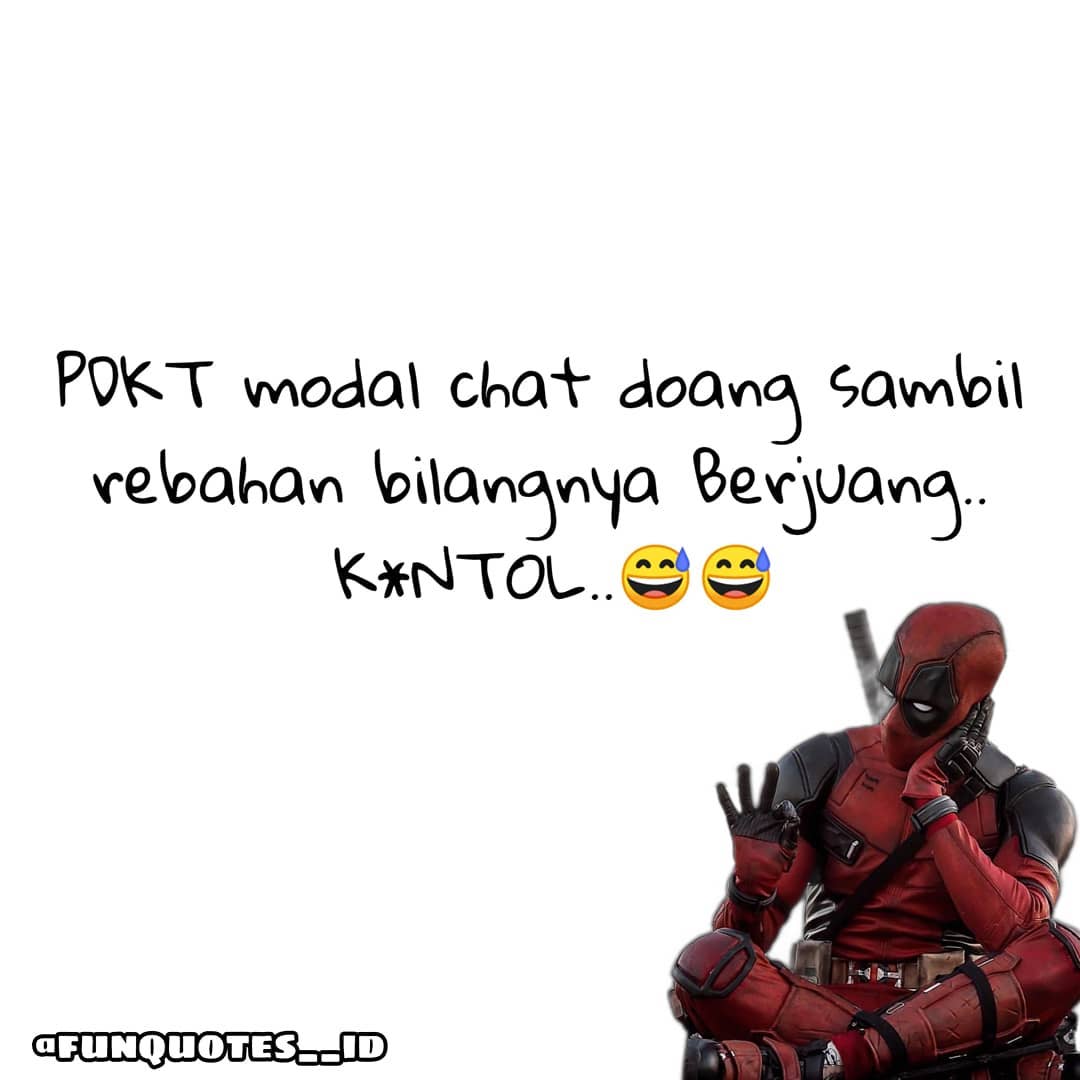 PDKT modal chat doang sambil
rebahan bilangnya Berjuang..
K*NTOL..😅😅
@FUNQUOTES__ID